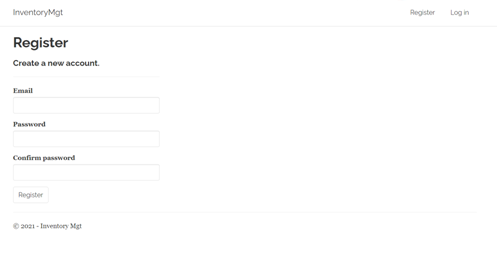 InventoryMgt Register Log in
Register
Create a new account.
Email
Password
Confirm password
Register
© 2021 - Inventory Mgt